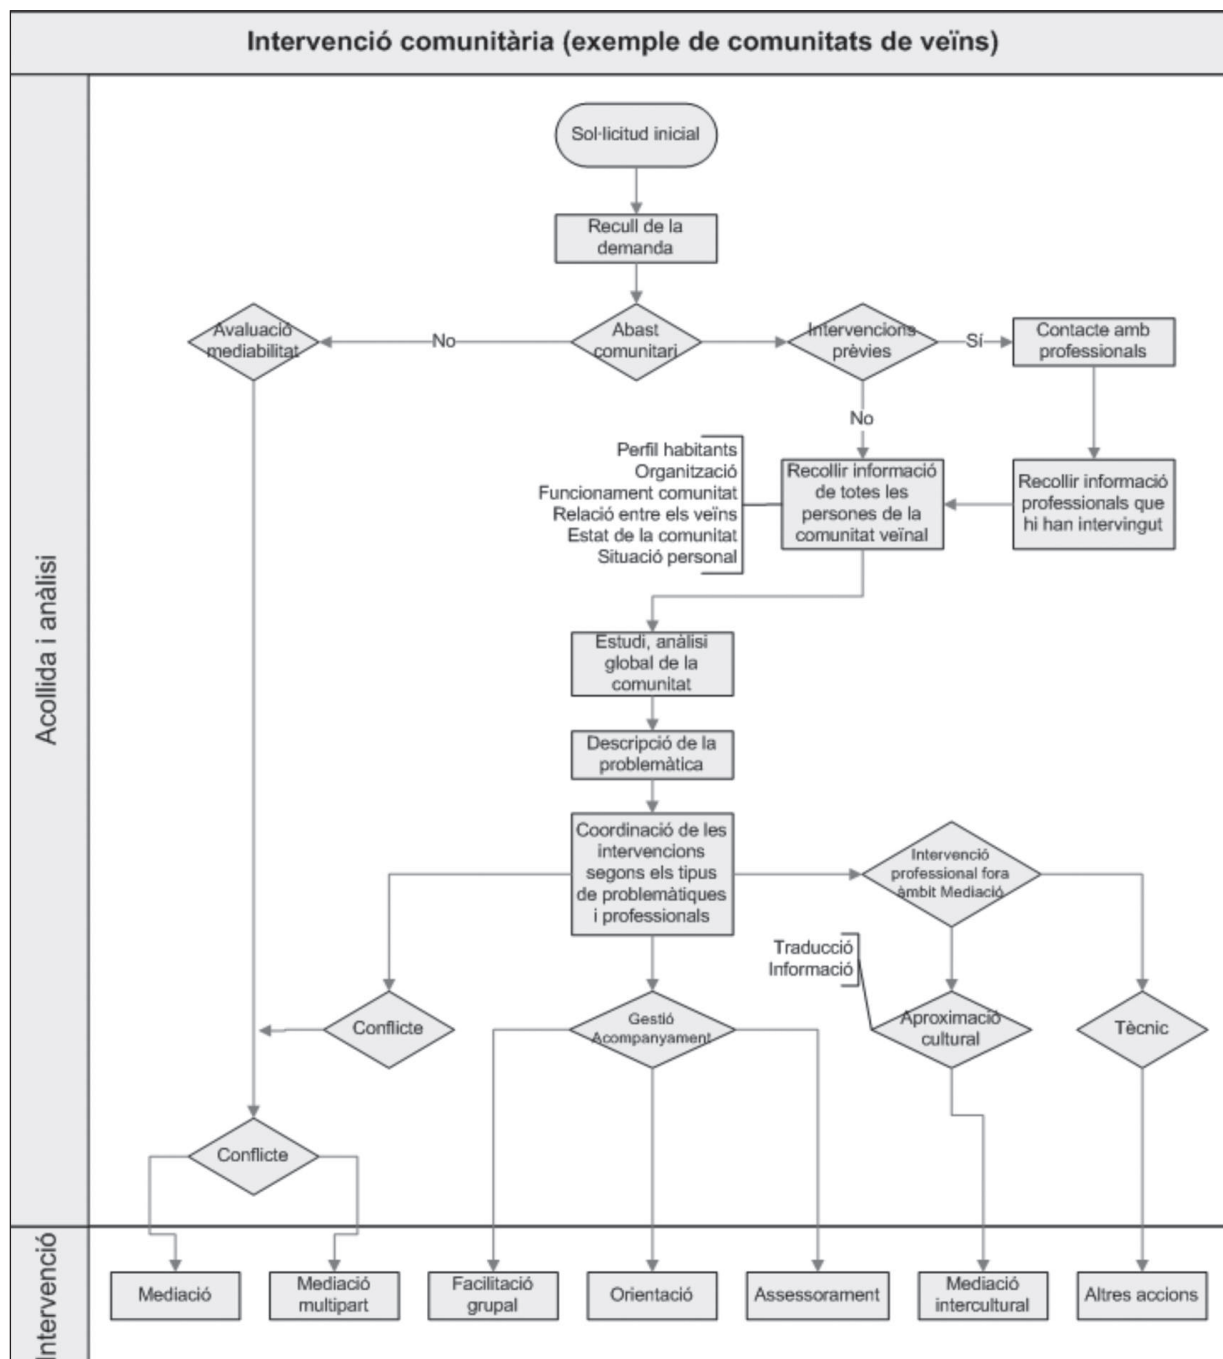 Intervenció comunitària (exemple de comunitats de veïns)
Acollida i anàlisi
Sol·licitud inicial
Recull de la
demanda
Avaluació
mediabilitat
No
Abast
comunitari
Intervencions
prèvies
Sí
Contacte amb
professionals
No
Perfil habitants
Organització
Funcionament comunitat
Relació entre els veïns
Estat de la comunitat
Situació personal
Recollir informació
de totes les
persones de la
comunitat veïnal
Recollir informació
professionals que
hi han intervingut
Estudi, anàlisi
global de la
comunitat
Descripció de la
problemàtica
Coordinació de les
intervencions
segons els tipus
de problemàtiques
i professionals
Intervenció
professional fora
àmbit Mediació
Traducció
Informació
Conflicte
Gestió
Acompanyament
Aproximació
cultural
Tècnic
Conflicte
Intervenció
Mediació
Mediació
multipart
Facilitació
grupal
Orientació
Assessorament
Mediació
intercultural
Altres accions